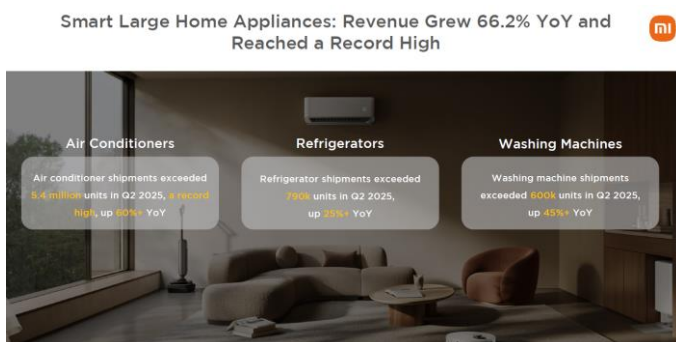 Smart Large Home Appliances: Revenue Grew 66.2% YoY and
Reached a Record High
mi
Air Conditioners
Air conditioner shipments exceeded
5.4 million units in Q2 2025, a record
high, up 60%+ YoY
Refrigerators
Refrigerator shipments exceeded
790k units in Q2 2025,
up 25%+ YoY
Washing Machines
Washing machine shipments
exceeded 600k units in Q2 2025,
up 45%+ YoY